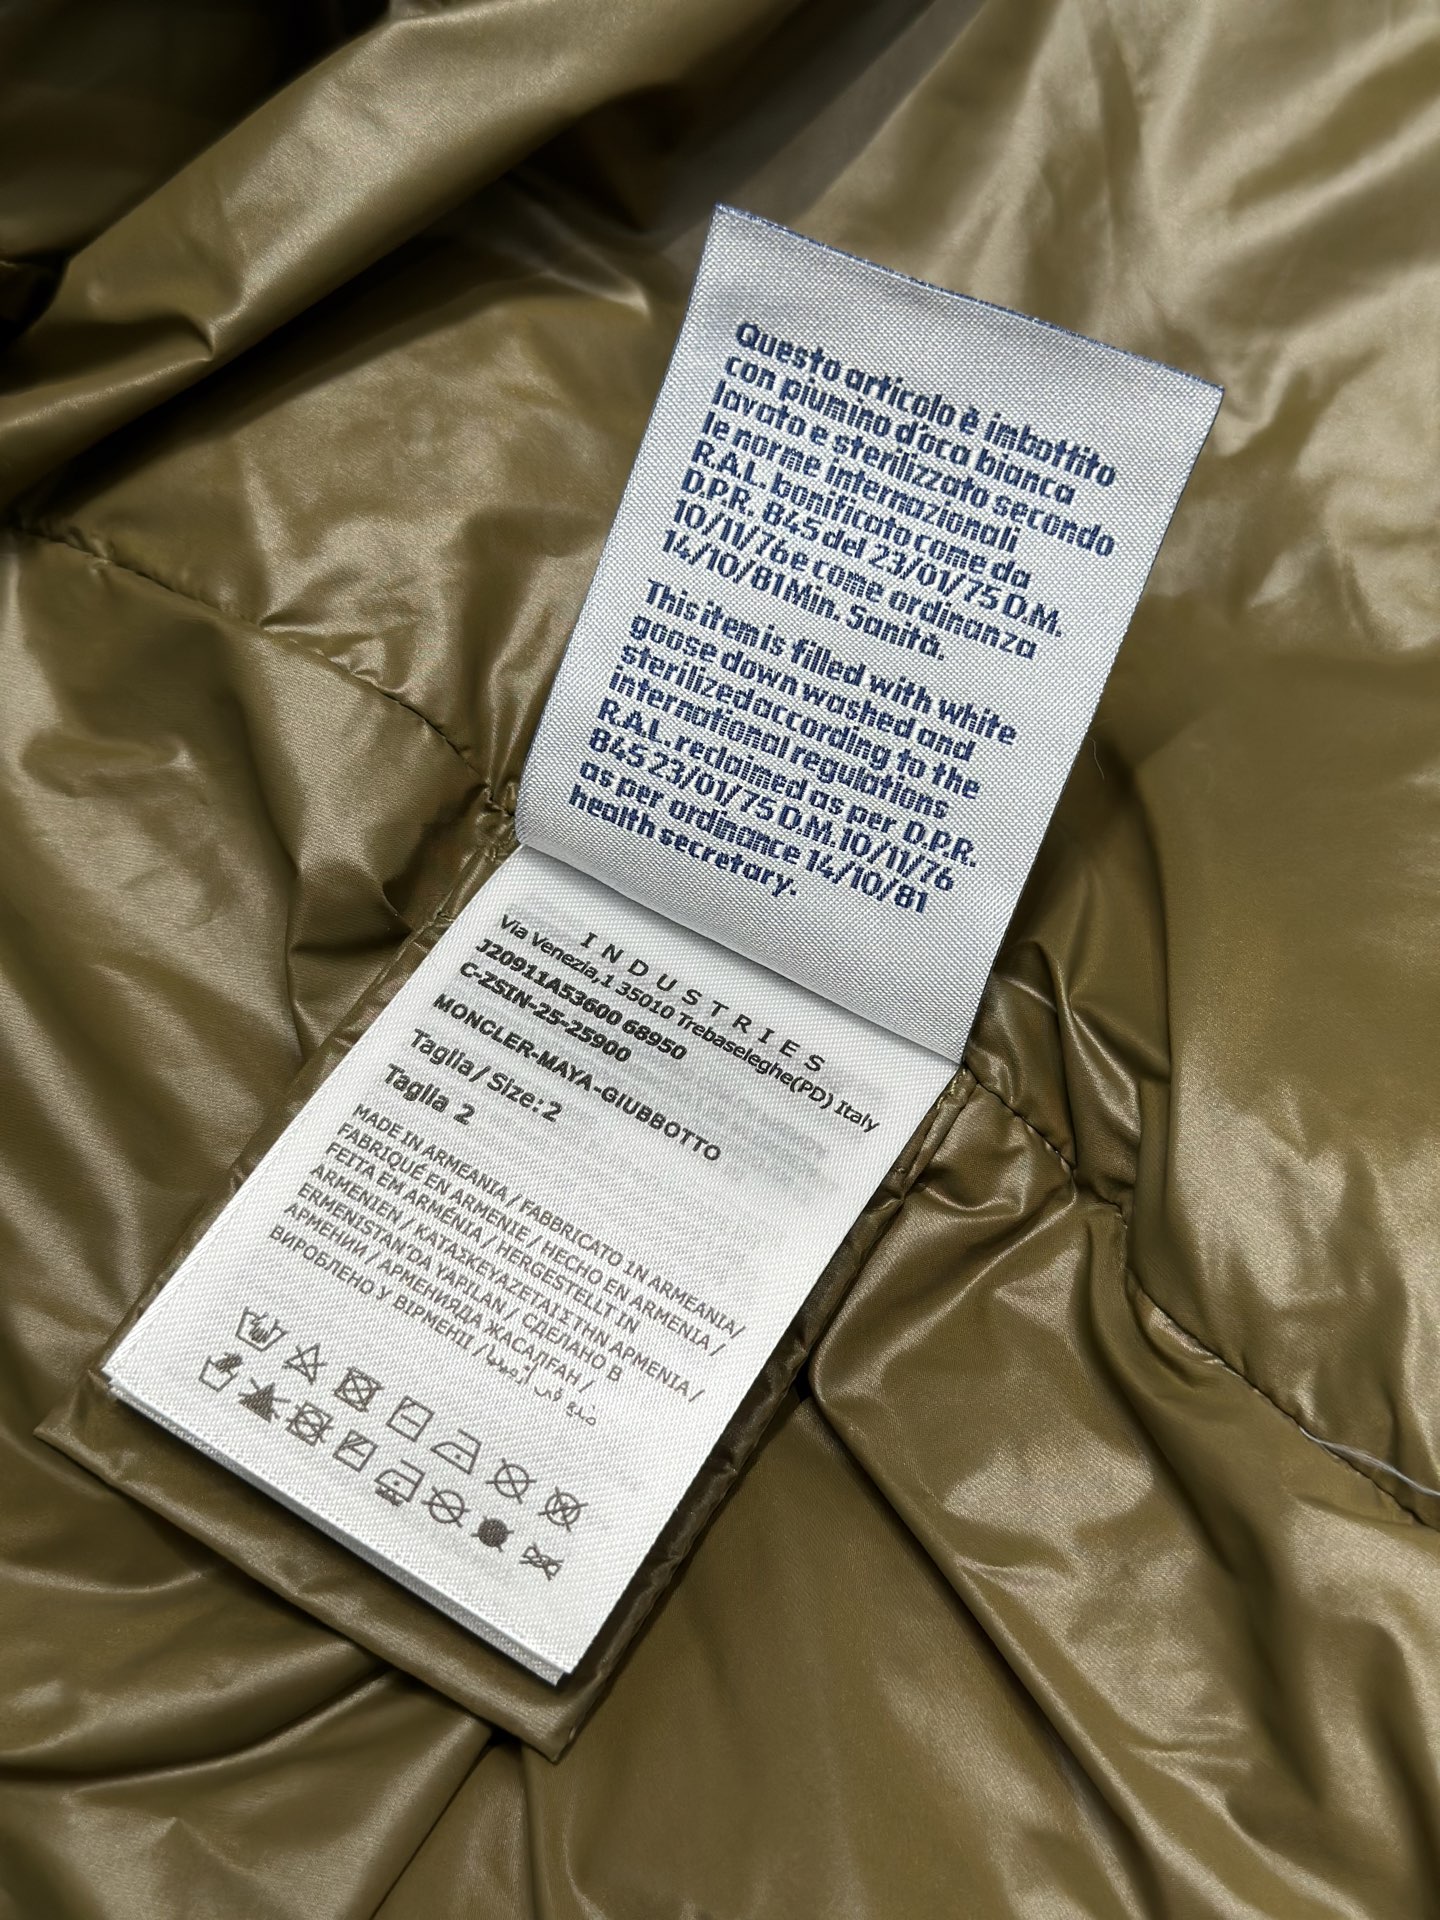 Questo articolo è imbottito
con piumino d'oca bianca
lavato e sterilizzato secondo
le norme internazionali
R.A.L. bonificato come da
D.P.R. 845 del 23/01/75 D.M.
10/11/76 e come ordinanza
14/10/81 Min. Sanità.
This item is filled with white
goose down washed and
sterilized according to the
international regulations
R.A.L. reclaimed as per D.P.R.
845 23/01/75 D.M. 10/11/76
as per ordinance 14/10/81
health secretary.
INDUSTRIES
Via Venezia,1 35010 Trebaseleghe(PD) Italy
J20911A53600 68950
C-ZSIN-25-25900
MONCLER-MAYA-GIUBBOTTO
Taglia / Size: 2
Taglia 2
MADE IN ARMEANIA / FABBRICATO IN ARMEANIA/
FABRIQUÉ EN ARMENIE / HECHO EN ARMENIA /
FEITA EM ARMÉNIA / HERGESTELLT IN
ARMENIEN / ΚΑΤΑΣΚΕΥΑΖΕΤΑΙ ΣΤΗΝ ΑΡΜΕΝΙΑ /
ERMENISTAN'DA YAPILAN / СДЕЛАНО В
АРМЕНИИ / АРМЕНИЯДА ЖАСАЛҒАН /
ВИРОБЛЕНО У ВІРМЕНІЇ /